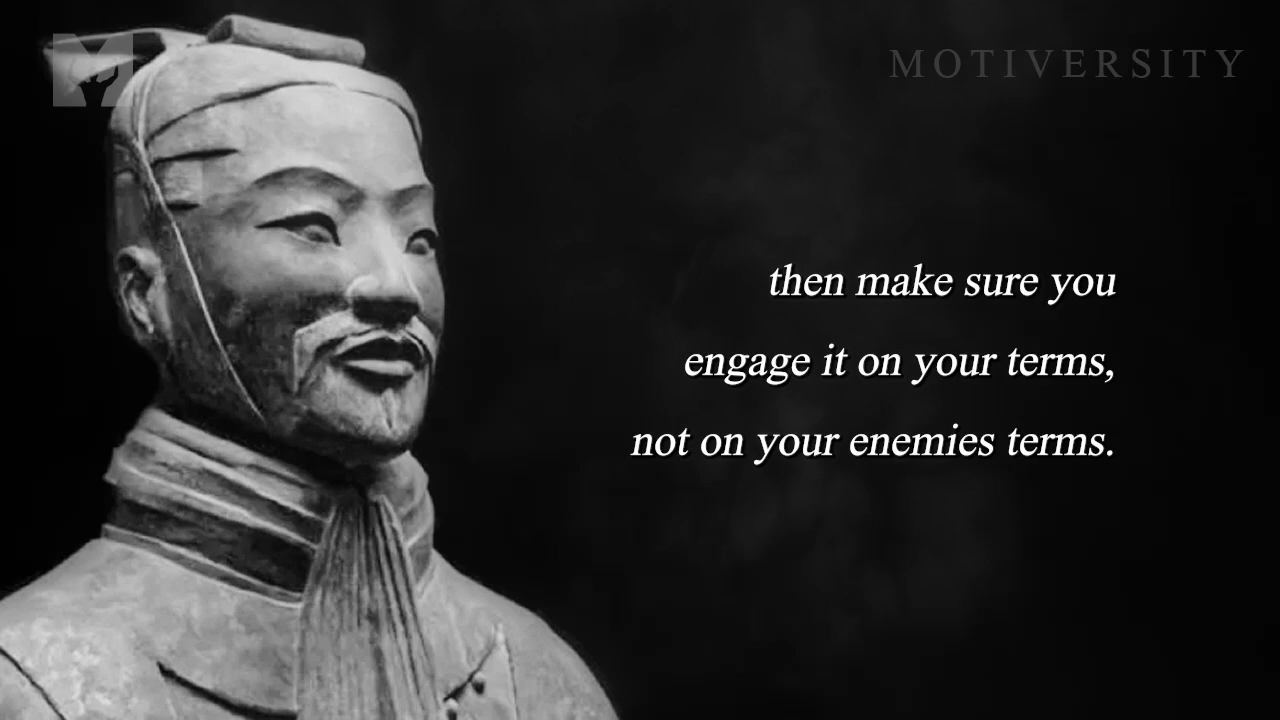 MOTIVERSITY
then make sure you
engage it on your terms,
not on your enemies terms.